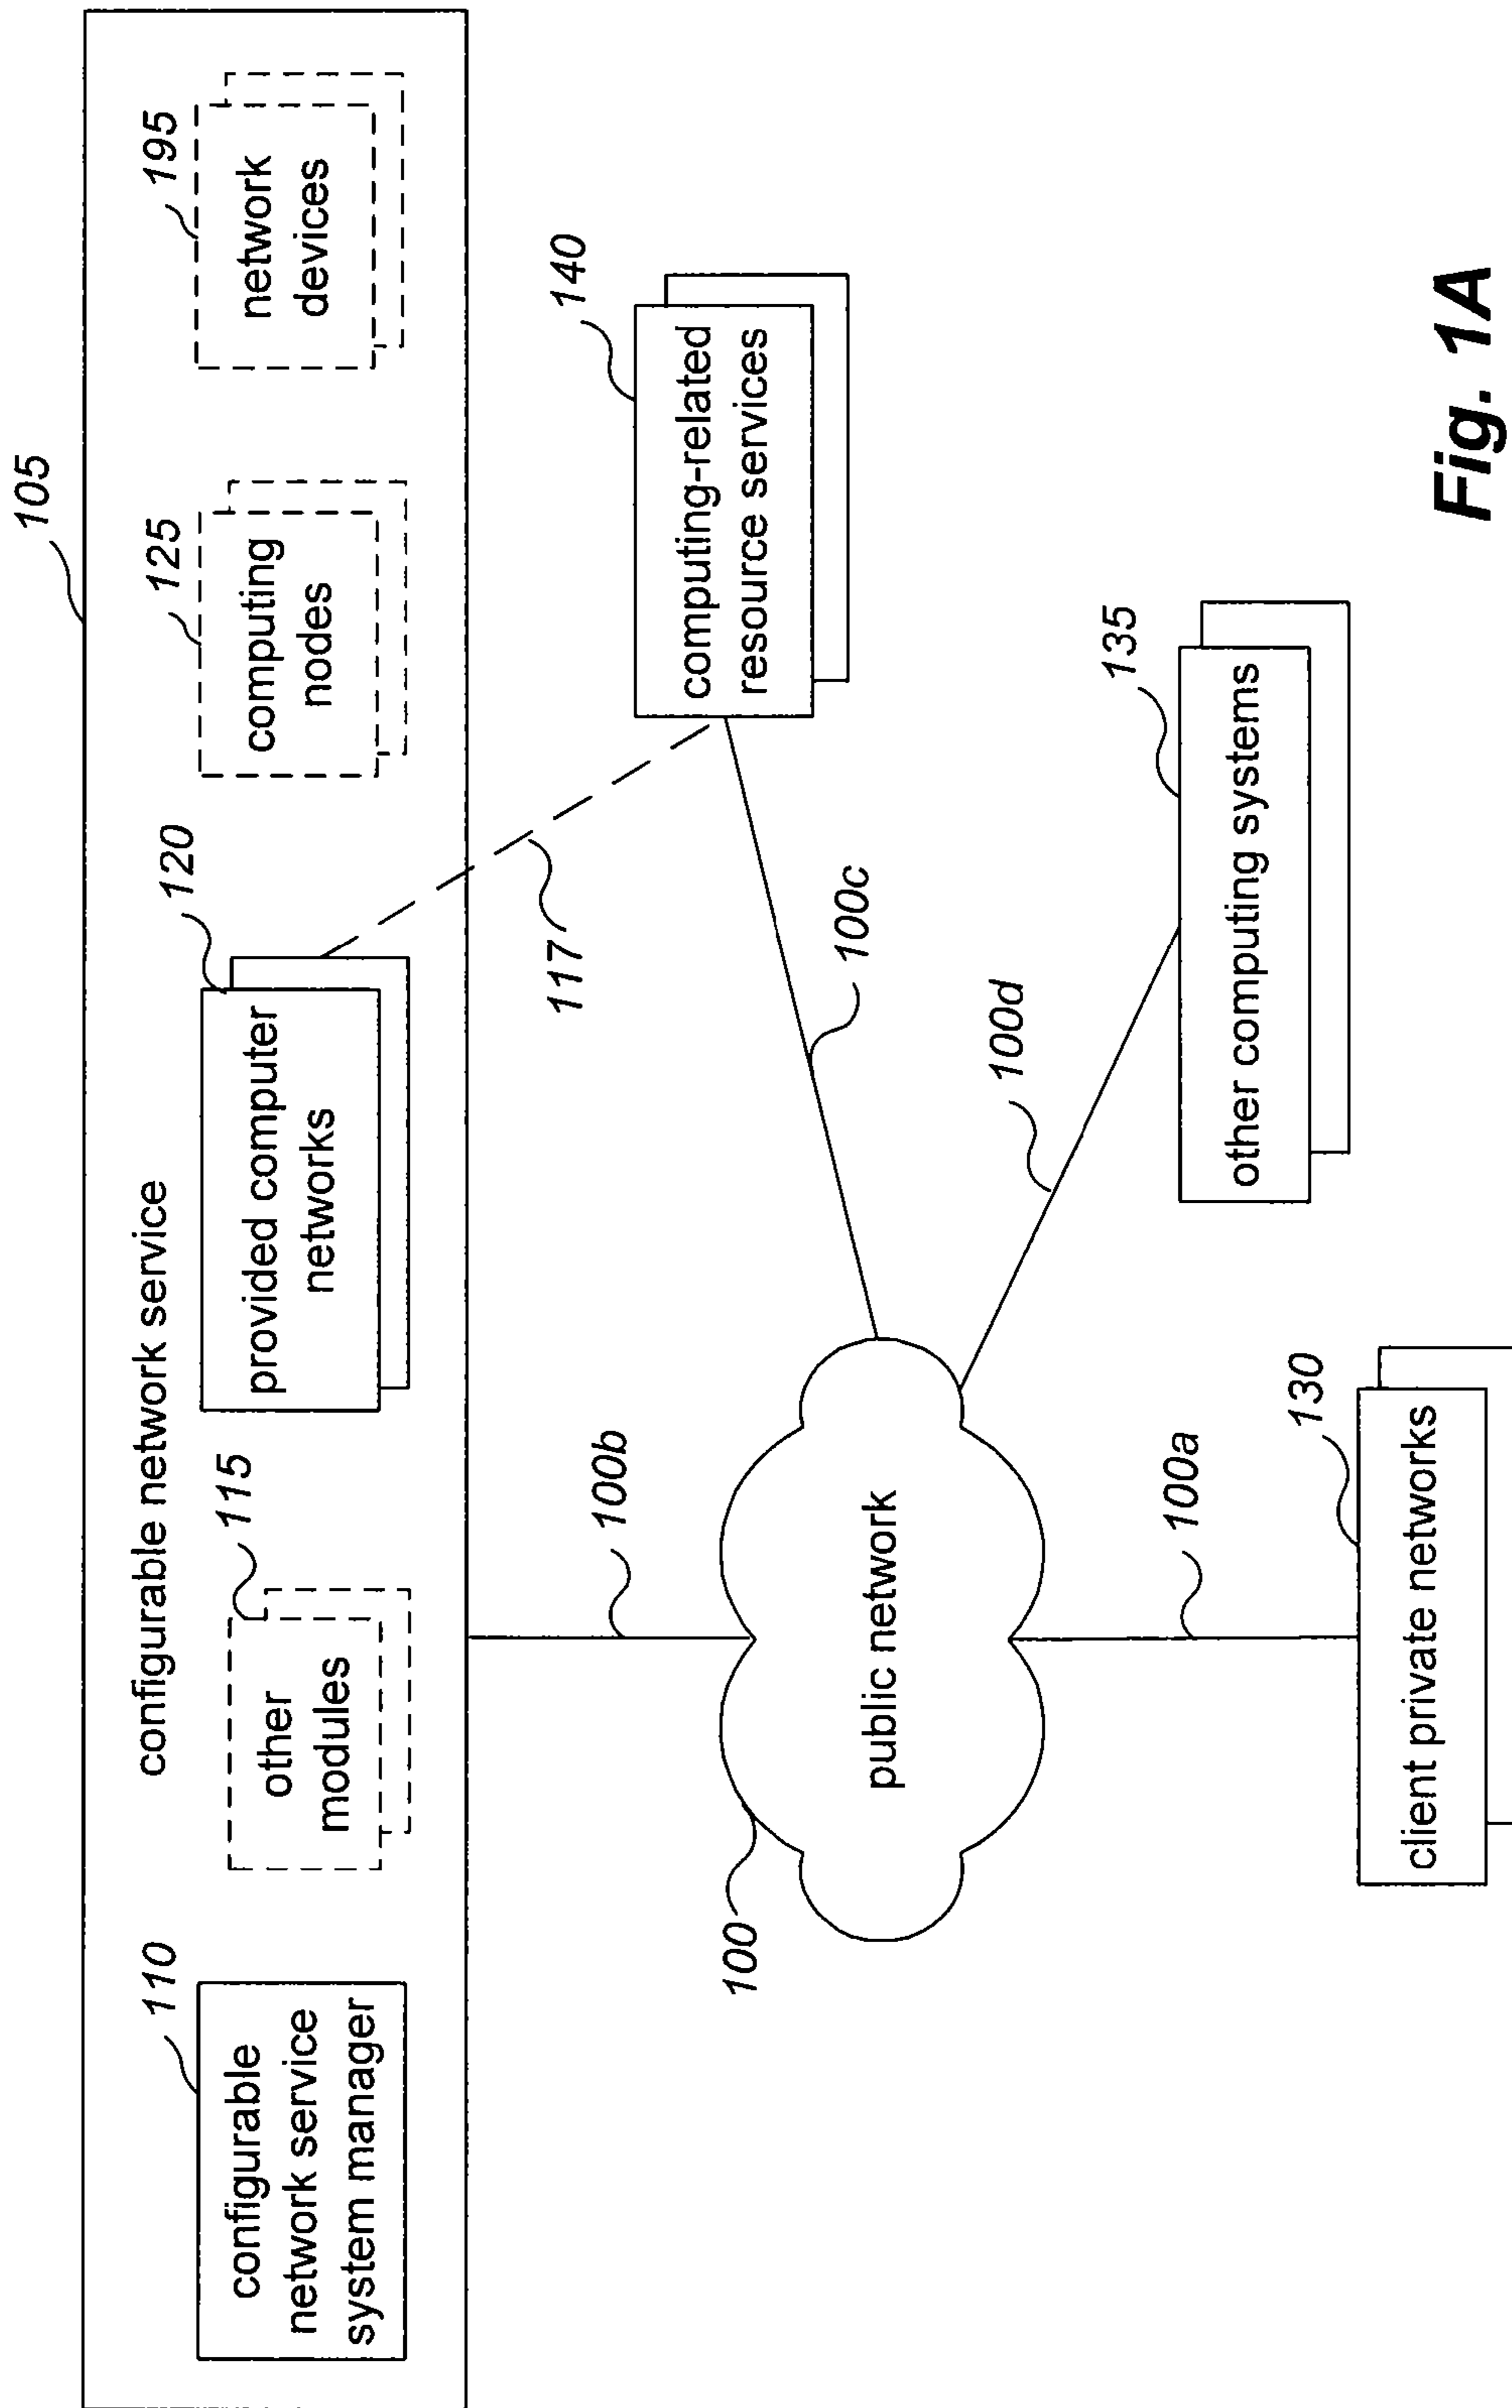 105
configurable network service
110
configurable
network service
system manager
115
other
modules
120
provided computer
networks
125
computing
nodes
195
network
devices
117
100b
140
computing-related
resource services
100
public network
100c
100d
135
other computing systems
100a
130
client private networks
Fig. 1A